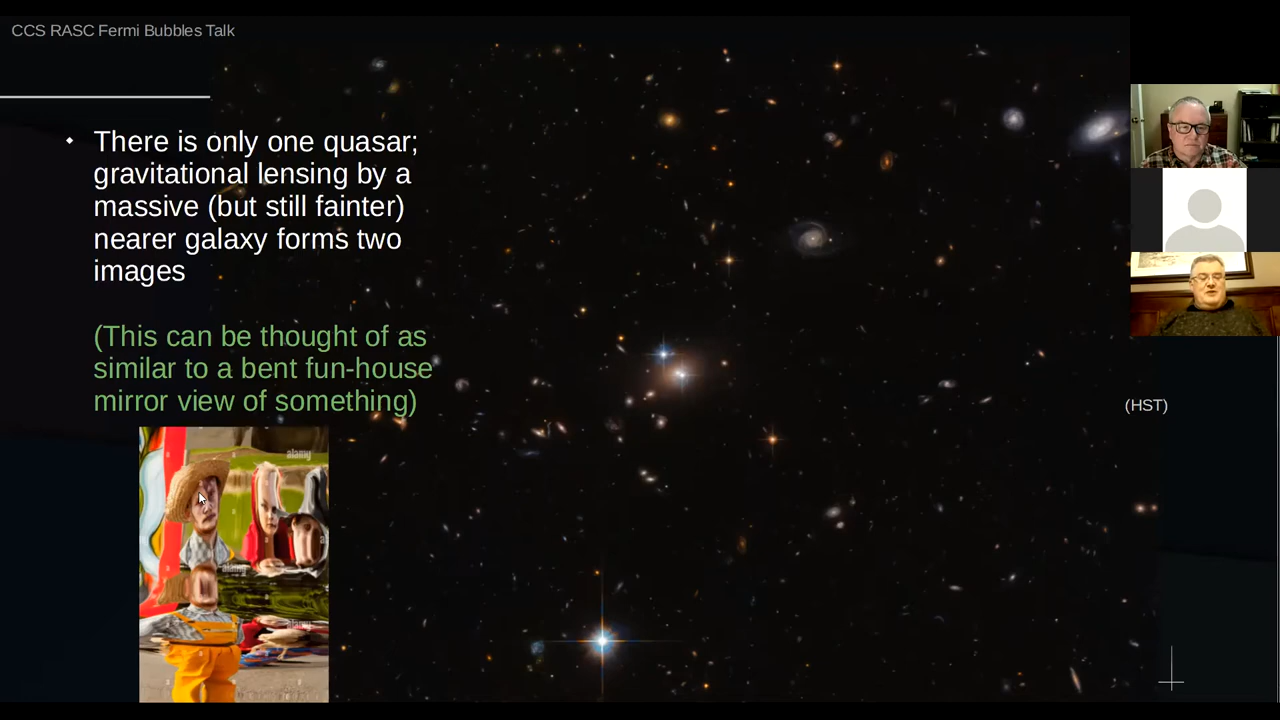 CCS RASC Fermi Bubbles Talk
There is only one quasar;
gravitational lensing by a
massive (but still fainter)
nearer galaxy forms two
images
(This can be thought of as
similar to a bent fun-house
mirror view of something)
(HST)
alamy
alamy
alamy